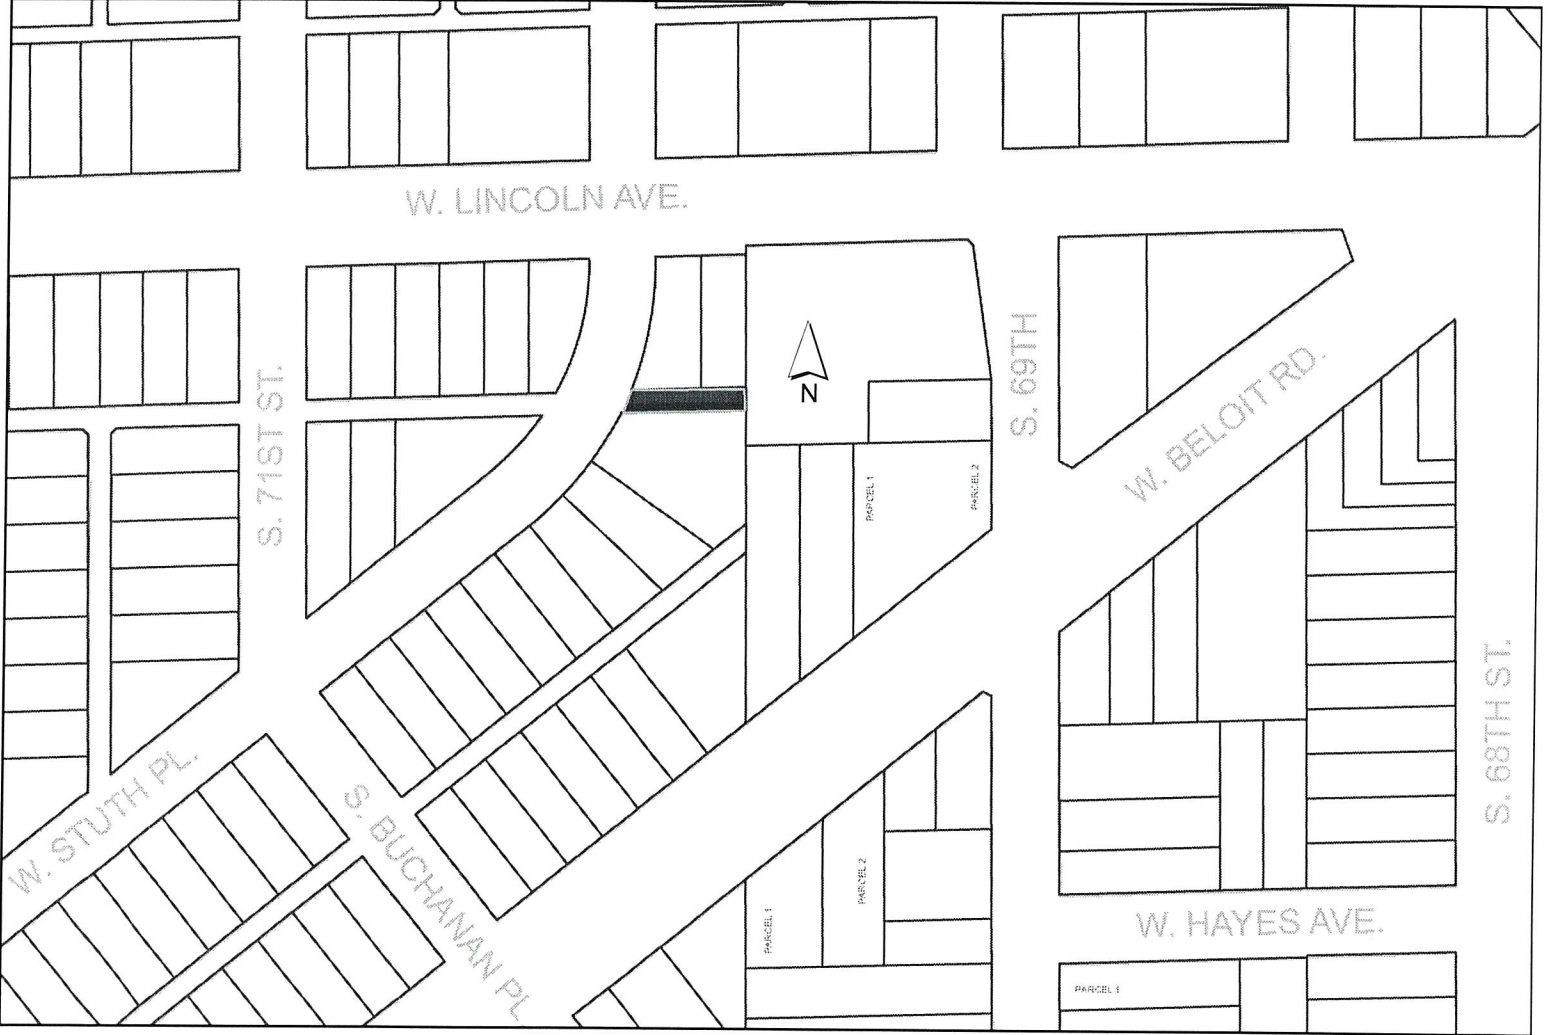 W. LINCOLN AVE.
N
S. 71ST ST.
S. 69TH
W. BELOIT RD.
PARCEL 1
PARCEL 2
S. 68TH ST.
W. STUTH PL.
S. BUCHANAN PL
PARCEL 2
PARCEL 1
W. HAYES AVE.
PARCEL 1